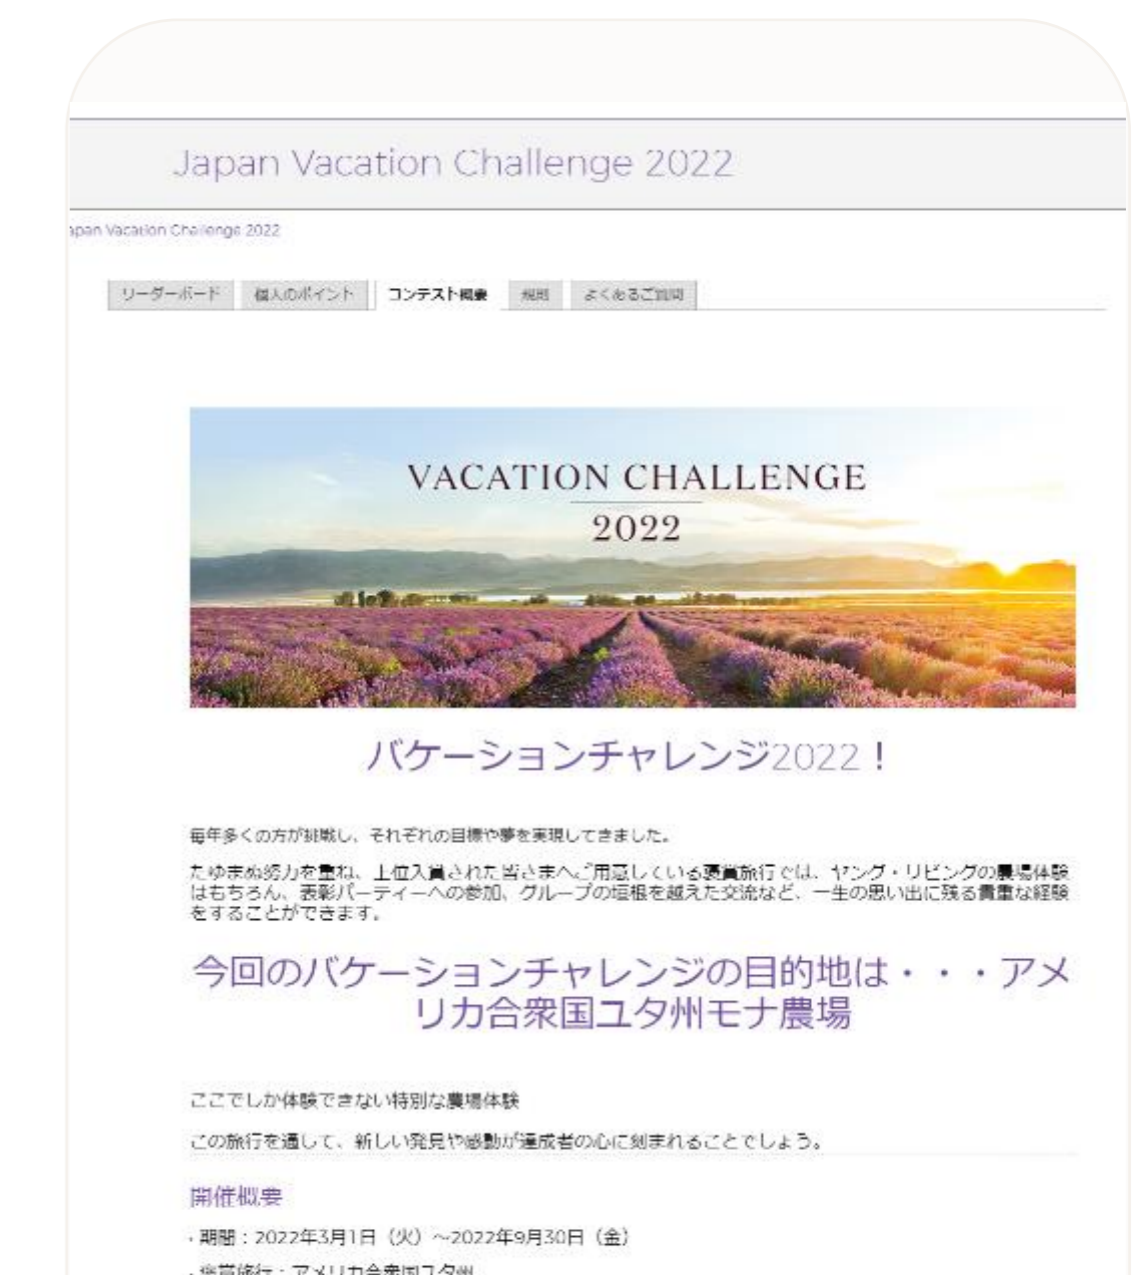 Japan Vacation Challenge 2022
apan Vacation Challenge 2022
リーダーボード 個人のポイント コンテスト概要 規則 よくあるご質問
VACATION CHALLENGE
2022
バケーションチャレンジ2022！
毎年多くの方が挑戦し、それぞれの目標や夢を実現してきました。
たゆまぬ努力を重ね、上位入賞された皆さまへご用意している褒賞旅行では、ヤング・リビングの農場体験
はもちろん、表彰パーティーへの参加、グループの垣根を越えた交流など、一生の思い出に残る貴重な経験
をすることができます。
今回のバケーションチャレンジの目的地は・・・アメ
リカ合衆国ユタ州モナ農場
ここでしか体験できない特別な農場体験
この旅行を通して、新しい発見や感動が達成者の心に刻まれることでしょう。
開催概要
・期間：2022年3月1日（火）～2022年9月30日（金）
・褒賞旅行：アメリカ合衆国ユタ州